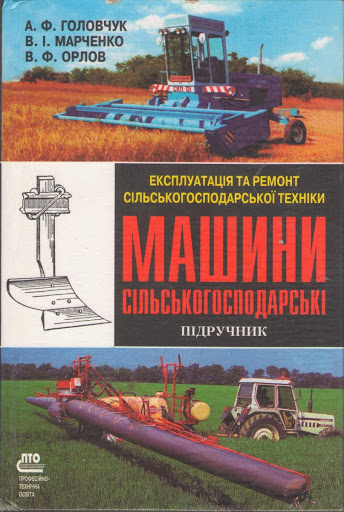 А. Ф. ГОЛОВЧУК
В. І. МАРЧЕНКО
В. Ф. ОРЛОВ
ЕКСПЛУАТАЦІЯ ТА РЕМОНТ
СІЛЬСЬКОГОСПОДАРСЬКОЇ ТЕХНІКИ
МАШИНИ
СІЛЬСЬКОГОСПОДАРСЬКІ
ПІДРУЧНИК
ПТО
ПРОФЕСІЙНО-
ТЕХНІЧНА
ОСВІТА